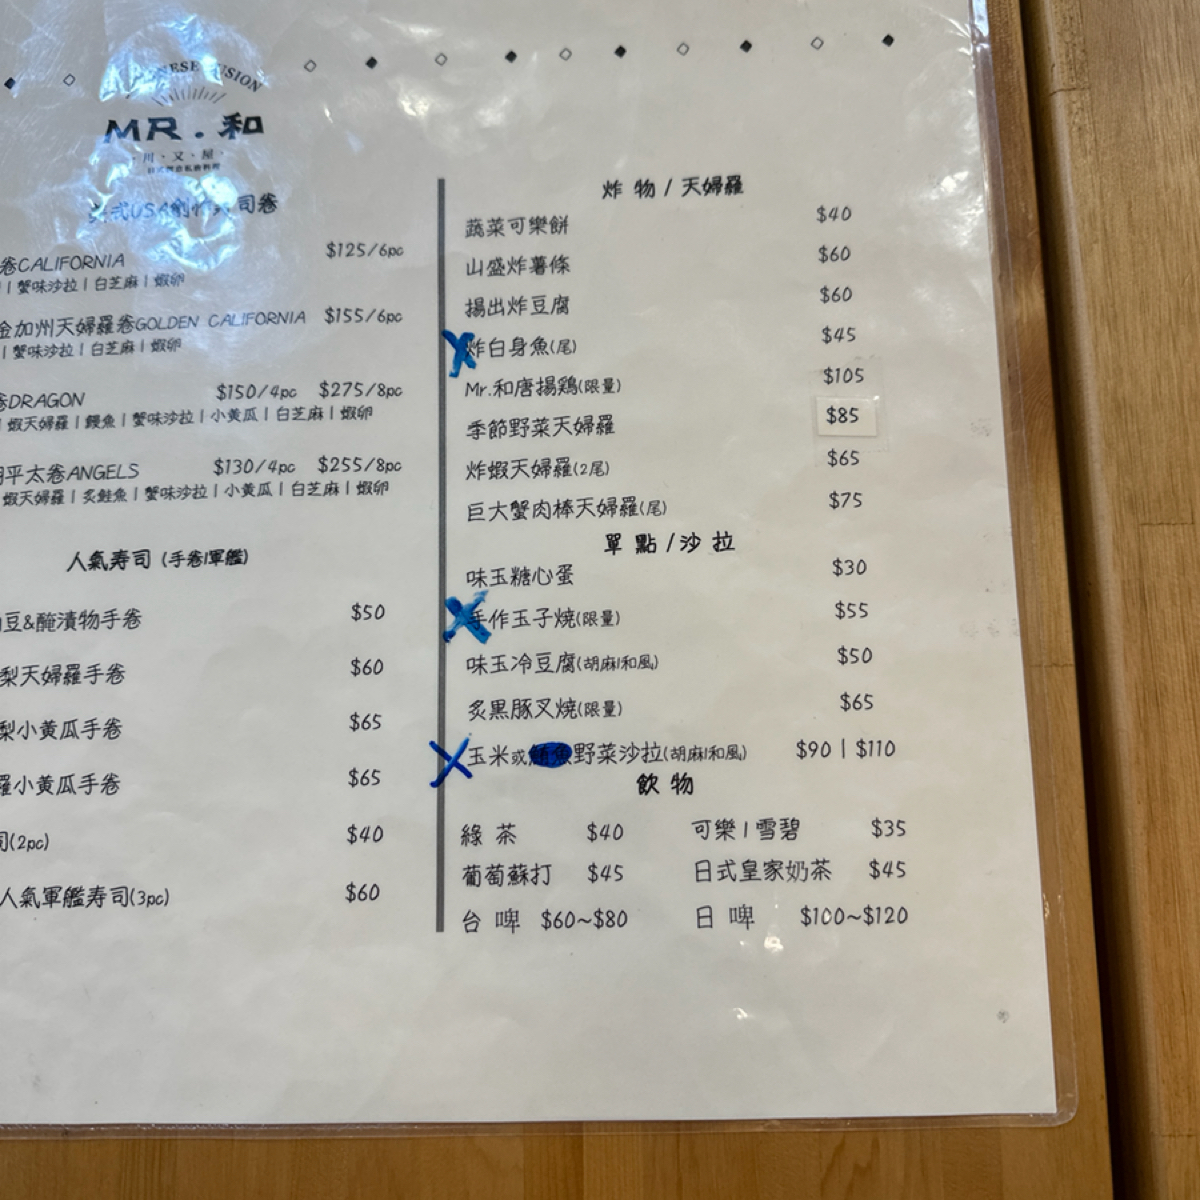 MR.和
川・又・屋
司卷
卷CALIFORNIA $125/6pc
| 蟹味沙拉 | 白芝麻 | 蝦卵
金加州天婦羅卷GOLDEN CALIFORNIA $155/6pc
| 蟹味沙拉 | 白芝麻 | 蝦卵
卷DRAGON $150/4pc $275/8pc
蝦天婦羅 | 鰻魚 | 蟹味沙拉 | 小黃瓜 | 白芝麻 | 蝦卵
平太卷ANGELS $130/4pc $255/8pc
蝦天婦羅 | 炙鮭魚 | 蟹味沙拉 | 小黃瓜 | 白芝麻 | 蝦卵
人氣寿司 (手卷/軍艦)
豆&醃漬物手卷 $50
梨天婦羅手卷 $60
梨小黃瓜手卷 $65
羅小黃瓜手卷 $65
司(2pc) $40
人氣軍艦寿司(3pc) $60
炸物/天婦羅
蔬菜可樂餅 $40
山盛炸薯條 $60
揚出炸豆腐 $60
炸白身魚(尾) $45
Mr.和唐揚鶏(限量) $105
季節野菜天婦羅 $85
炸蝦天婦羅(2尾) $65
巨大蟹肉棒天婦羅(尾) $75
單點/沙拉
味玉糖心蛋 $30
手作玉子燒(限量) $55
味玉冷豆腐(胡麻/和風) $50
炙黑豚叉燒(限量) $65
玉米或鮪魚野菜沙拉(胡麻/和風) $90 | $110
飲物
綠茶 $40 可樂 | 雪碧 $35
葡萄蘇打 $45 日式皇家奶茶 $45
台啤 $60~$80 日啤 $100~$120